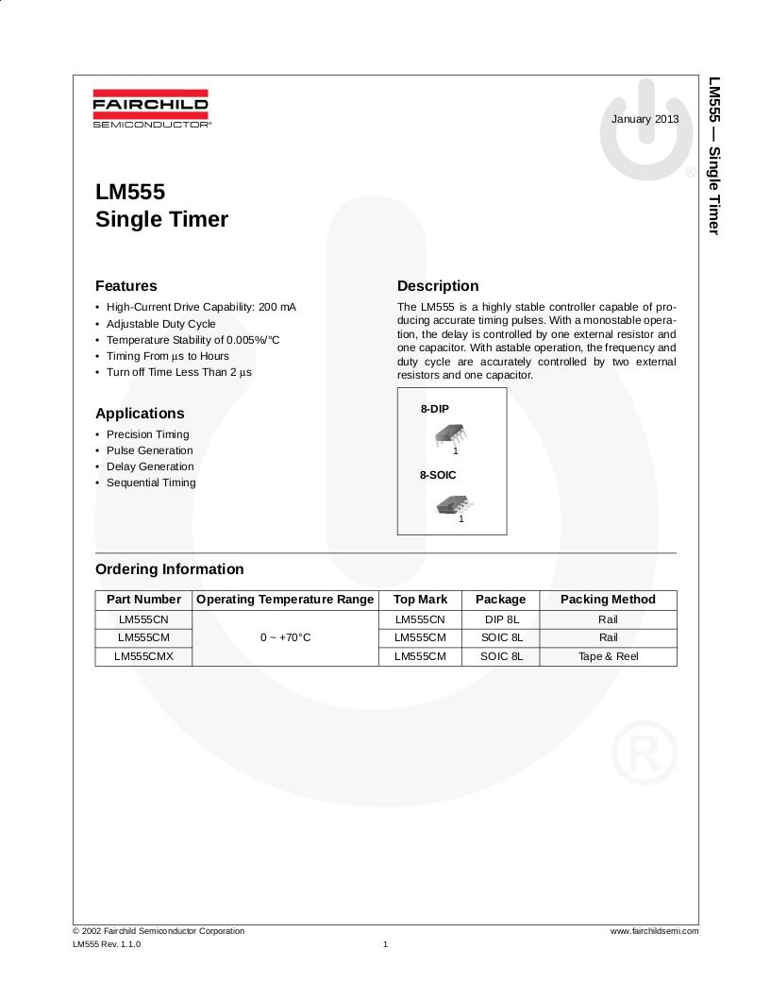 FAIRCHILD
SEMICONDUCTOR®
January 2013
®
LM555 — Single Timer
LM555
Single Timer
Features
• High-Current Drive Capability: 200 mA
• Adjustable Duty Cycle
• Temperature Stability of 0.005%/°C
• Timing From μs to Hours
• Turn off Time Less Than 2 μs
Applications
• Precision Timing
• Pulse Generation
• Delay Generation
• Sequential Timing
Description
The LM555 is a highly stable controller capable of pro-
ducing accurate timing pulses. With a monostable opera-
tion, the delay is controlled by one external resistor and
one capacitor. With astable operation, the frequency and
duty cycle are accurately controlled by two external
resistors and one capacitor.
8-DIP
1
8-SOIC
1
Ordering Information
Part Number Operating Temperature Range Top Mark Package Packing Method
LM555CN LM555CN DIP 8L Rail
LM555CM 0 ~ +70°C LM555CM SOIC 8L Rail
LM555CMX LM555CM SOIC 8L Tape & Reel
®
© 2002 Fairchild Semiconductor Corporation www.fairchildsemi.com
LM555 Rev. 1.1.0 1